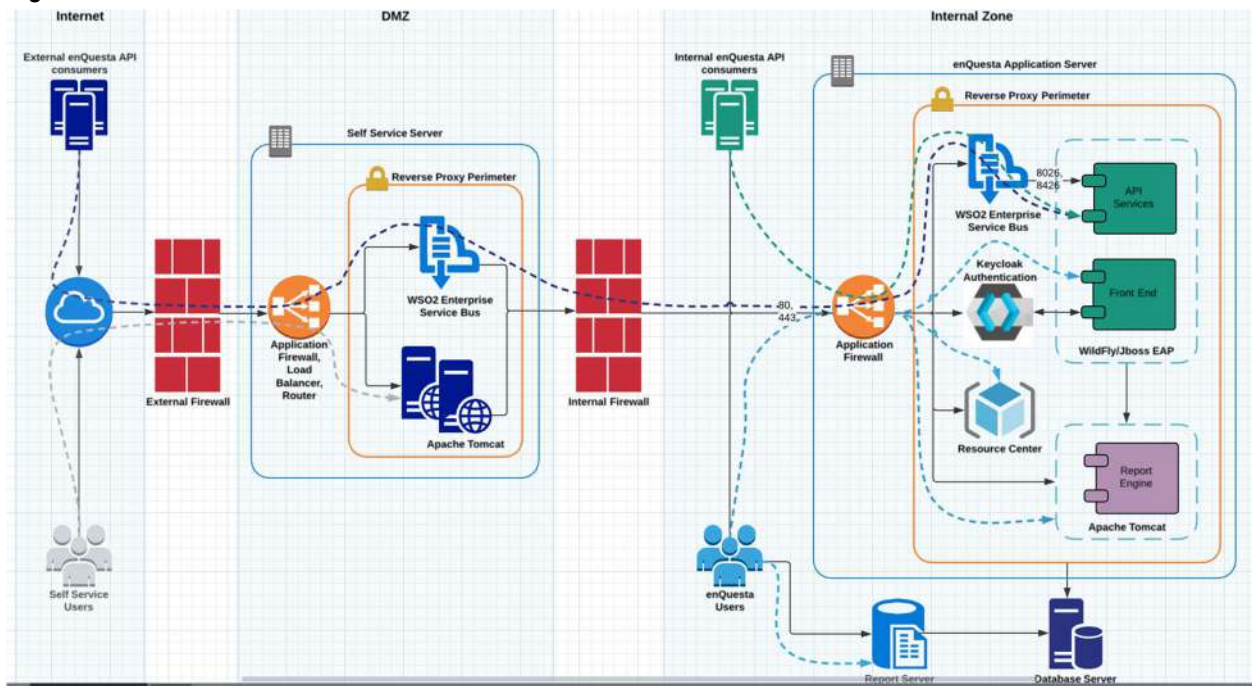 Internet
DMZ
Internal Zone
External enQuesta API
consumers
Internal enQuesta API
consumers
enQuesta Application Server
Reverse Proxy Perimeter
Self Service Server
Reverse Proxy Perimeter
8026,
8426
API
Services
WSO2 Enterprise
Service Bus
Keycloak
Authentication
Front End
WSO2 Enterprise
Service Bus
80,
443,
Application
Firewall,
Load
Balancer,
Router
Application
Firewall
WildFly/Jboss EAP
External Firewall
Internal Firewall
Apache Tomcat
Resource Center
Report
Engine
Apache Tomcat
Self Service
Users
enQuesta
Users
Report Server
Database Server